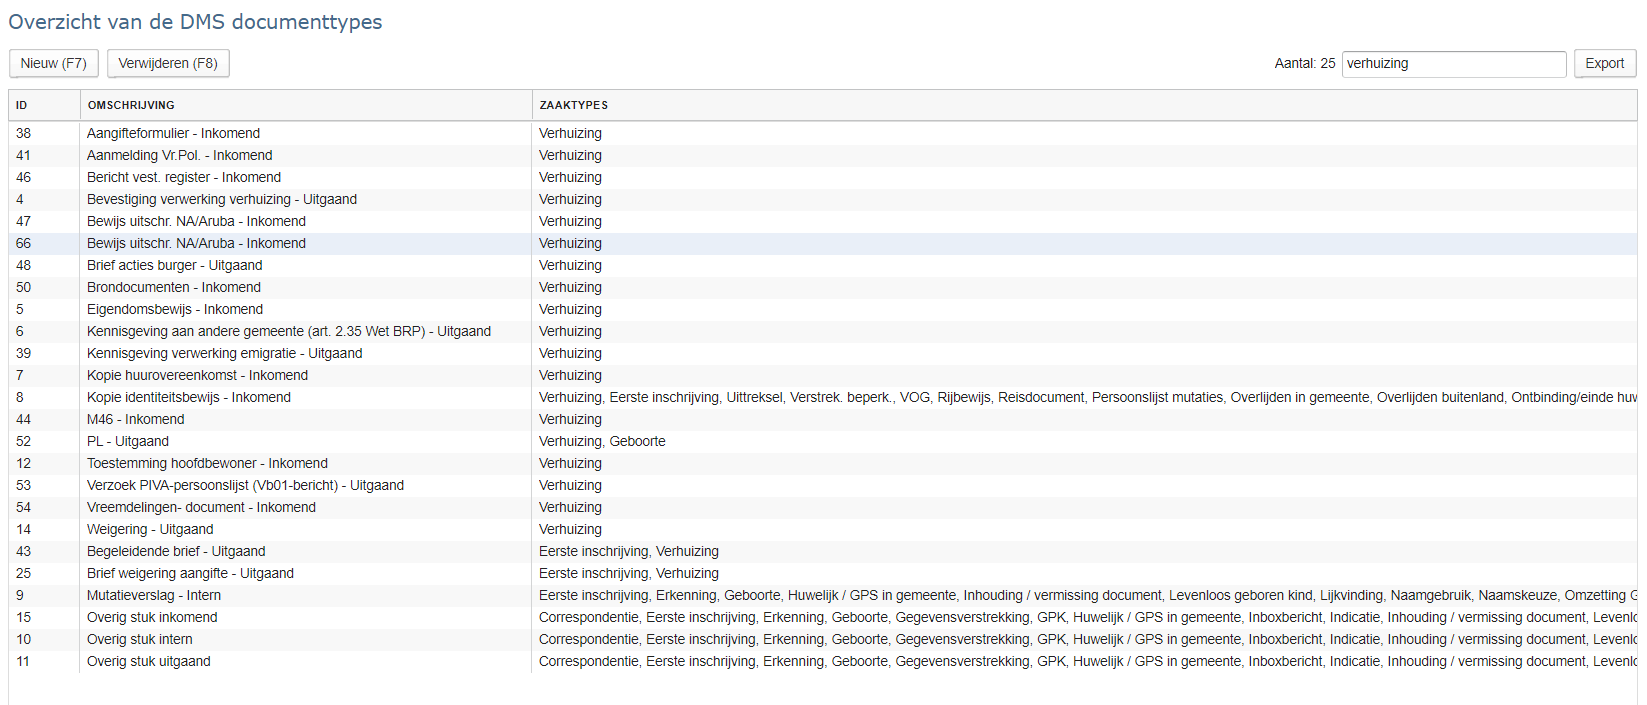 Overzicht van de DMS documenttypes
Nieuw (F7) Verwijderen (F8) Aantal: 25 verhuizing Export
ID OMSCHRIJVING ZAAKTYPES
38 Aangifteformulier - Inkomend Verhuizing
41 Aanmelding Vr.Pol. - Inkomend Verhuizing
46 Bericht vest. register - Inkomend Verhuizing
4 Bevestiging verwerking verhuizing - Uitgaand Verhuizing
47 Bewijs uitschr. NA/Aruba - Inkomend Verhuizing
66 Bewijs uitschr. NA/Aruba - Inkomend Verhuizing
48 Brief acties burger - Uitgaand Verhuizing
50 Brondocumenten - Inkomend Verhuizing
5 Eigendomsbewijs - Inkomend Verhuizing
6 Kennisgeving aan andere gemeente (art. 2.35 Wet BRP) - Uitgaand Verhuizing
39 Kennisgeving verwerking emigratie - Uitgaand Verhuizing
7 Kopie huurovereenkomst - Inkomend Verhuizing
8 Kopie identiteitsbewijs - Inkomend Verhuizing, Eerste inschrijving, Uittreksel, Verstrek. beperk., VOG, Rijbewijs, Reisdocument, Persoonslijst mutaties, Overlijden in gemeente, Overlijden buitenland, Ontbinding/einde huw
44 M46 - Inkomend Verhuizing
52 PL - Uitgaand Verhuizing, Geboorte
12 Toestemming hoofdbewoner - Inkomend Verhuizing
53 Verzoek PIVA-persoonslijst (Vb01-bericht) - Uitgaand Verhuizing
54 Vreemdelingen- document - Inkomend Verhuizing
14 Weigering - Uitgaand Verhuizing
43 Begeleidende brief - Uitgaand Eerste inschrijving, Verhuizing
25 Brief weigering aangifte - Uitgaand Eerste inschrijving, Verhuizing
9 Mutatieverslag - Intern Eerste inschrijving, Erkenning, Geboorte, Huwelijk / GPS in gemeente, Inhouding / vermissing document, Levenloos geboren kind, Lijkvinding, Naamgebruik, Naamskeuze, Omzetting G
15 Overig stuk inkomend Correspondentie, Eerste inschrijving, Erkenning, Geboorte, Gegevensverstrekking, GPK, Huwelijk / GPS in gemeente, Inboxbericht, Indicatie, Inhouding / vermissing document, Levenlo
10 Overig stuk intern Correspondentie, Eerste inschrijving, Erkenning, Geboorte, Gegevensverstrekking, GPK, Huwelijk / GPS in gemeente, Inboxbericht, Indicatie, Inhouding / vermissing document, Levenlo
11 Overig stuk uitgaand Correspondentie, Eerste inschrijving, Erkenning, Geboorte, Gegevensverstrekking, GPK, Huwelijk / GPS in gemeente, Inboxbericht, Indicatie, Inhouding / vermissing document, Levenlo